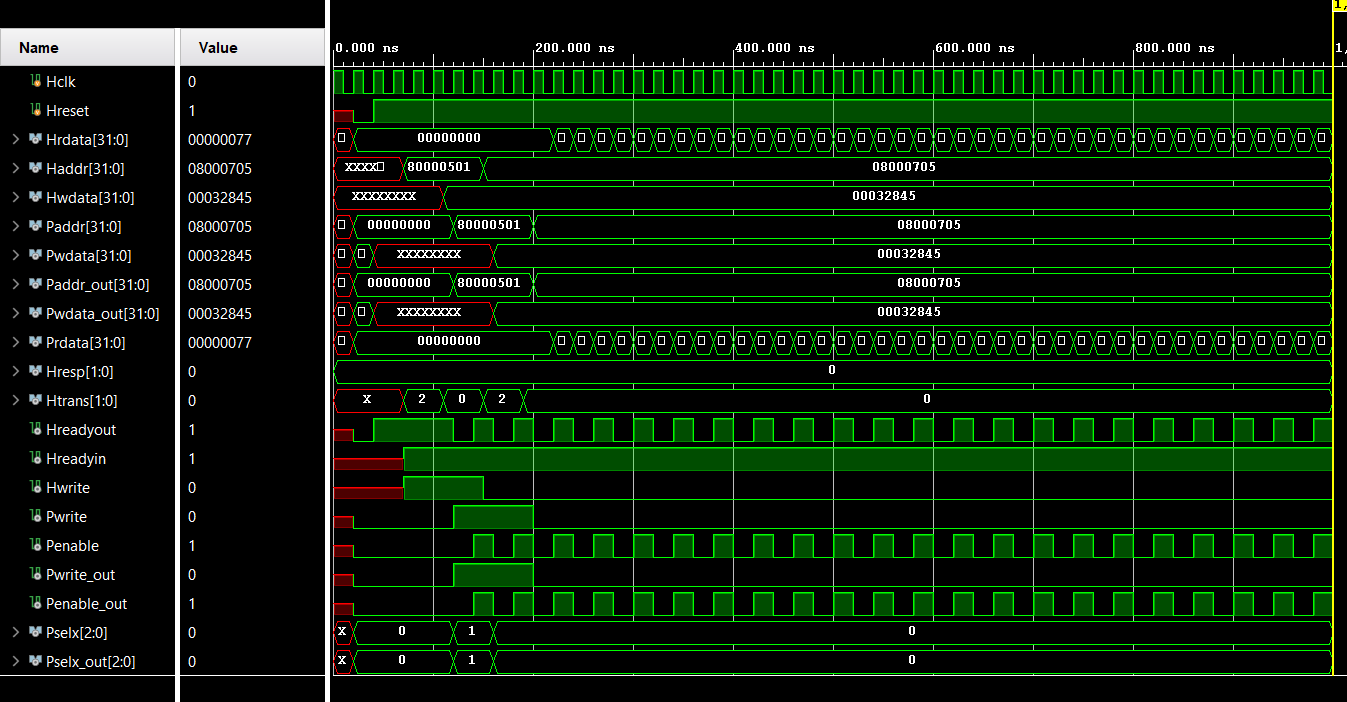 1,
Name Value 0.000 ns 200.000 ns 400.000 ns 600.000 ns 800.000 ns 1,
Hclk 0
Hreset 1
Hrdata[31:0] 00000077 00000000
Haddr[31:0] 08000705 XXXX 80000501 08000705
Hwdata[31:0] 00032845 XXXXXXXX 00032845
Paddr[31:0] 08000705 00000000 80000501 08000705
Pwdata[31:0] 00032845 XXXXXXXX 00032845
Paddr_out[31:0] 08000705 00000000 80000501 08000705
Pwdata_out[31:0] 00032845 XXXXXXXX 00032845
Prdata[31:0] 00000077 00000000
Hresp[1:0] 0 0
Htrans[1:0] 0 X 2 0 2 0
Hreadyout 1
Hreadyin 1
Hwrite 0
Pwrite 0
Penable 1
Pwrite_out 0
Penable_out 1
Pselx[2:0] 0 X 0 1 0
Pselx_out[2:0] 0 X 0 1 0